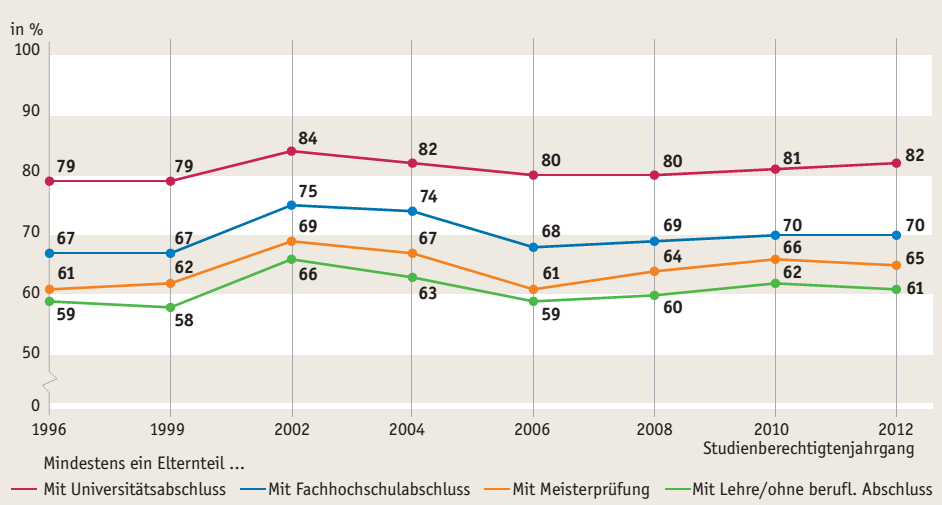 in %
100
90
80
70
60
50
0
79 79 84 82 80 80 81 82
67 67 75 74 68 69 70 70
61 62 69 67 61 64 66 65
59 58 66 63 59 60 62 61
1996 1999 2002 2004 2006 2008 2010 2012
Studienberechtigtenjahrgang
Mindestens ein Elternteil ...
Mit Universitätsabschluss Mit Fachhochschulabschluss Mit Meisterprüfung Mit Lehre/ohne berufl. Abschluss